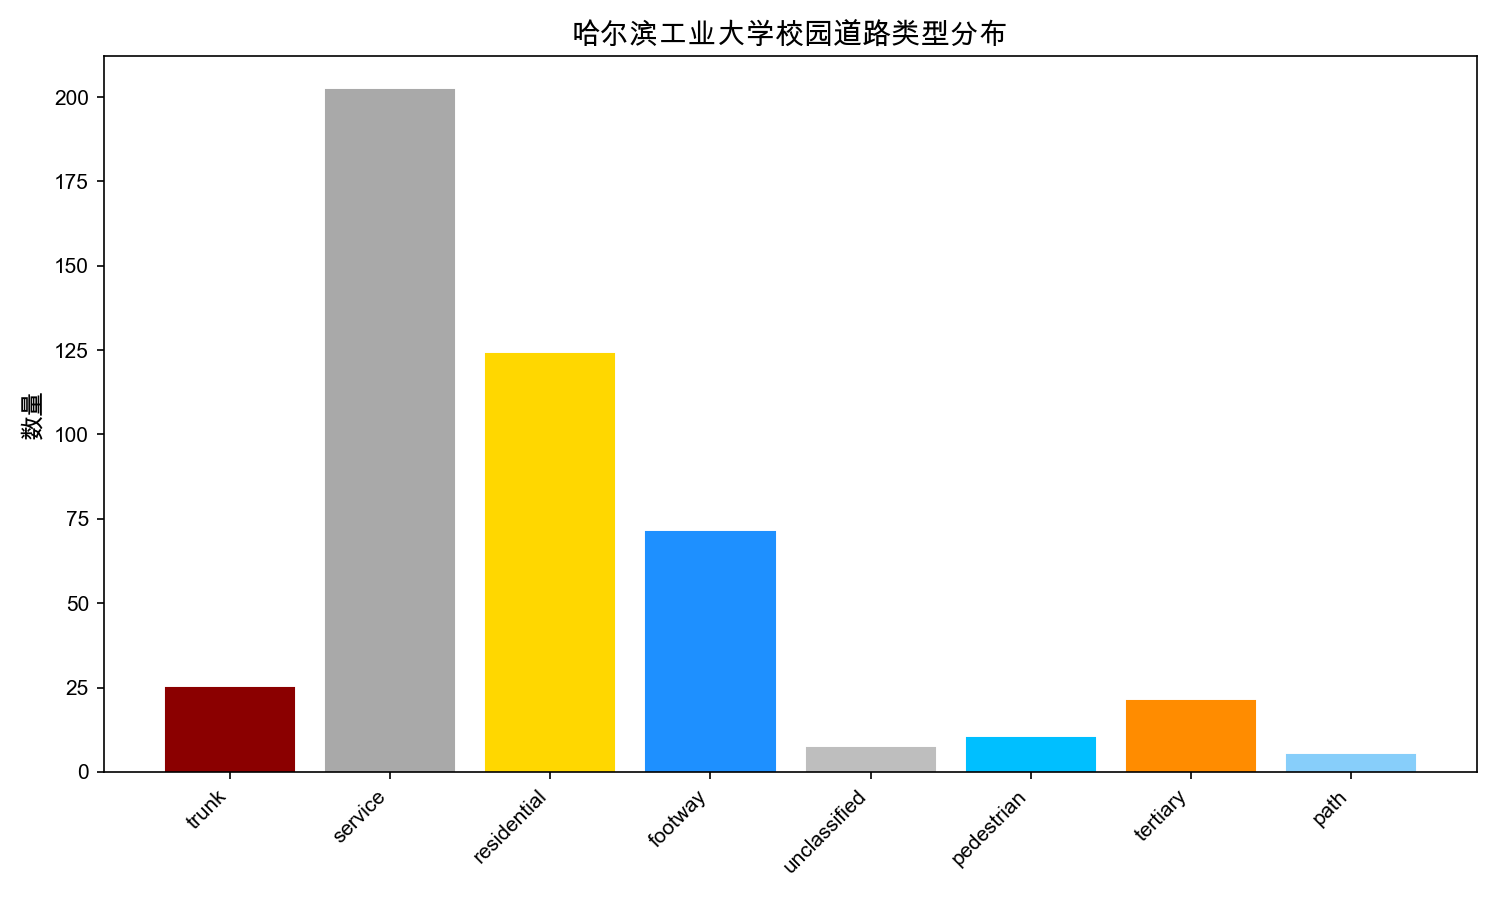 哈尔滨工业大学校园道路类型分布
数量
200
175
150
125
100
75
50
25
0
trunk
service
residential
footway
unclassified
pedestrian
tertiary
path